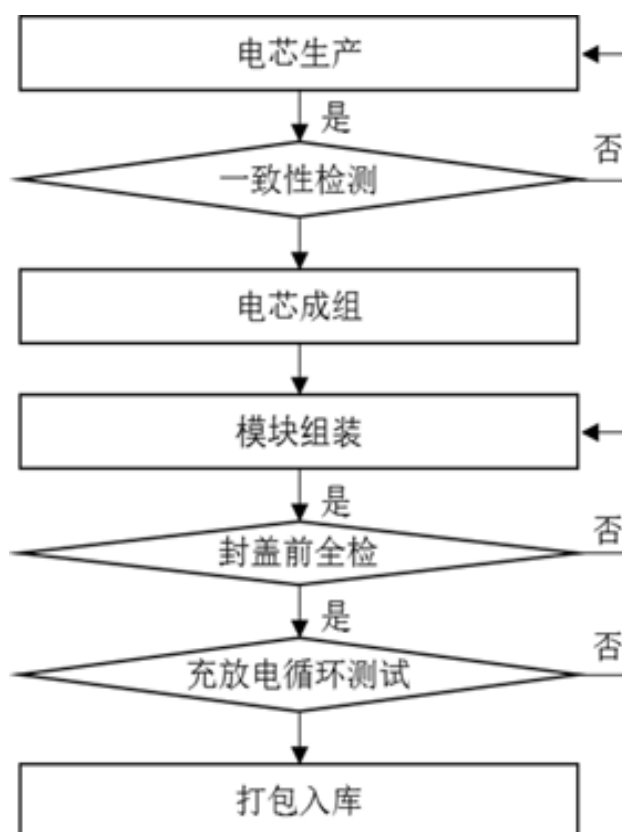 电芯生产
是
否
一致性检测
电芯成组
模块组装
是
否
封盖前全检
是
否
充放电循环测试
打包入库